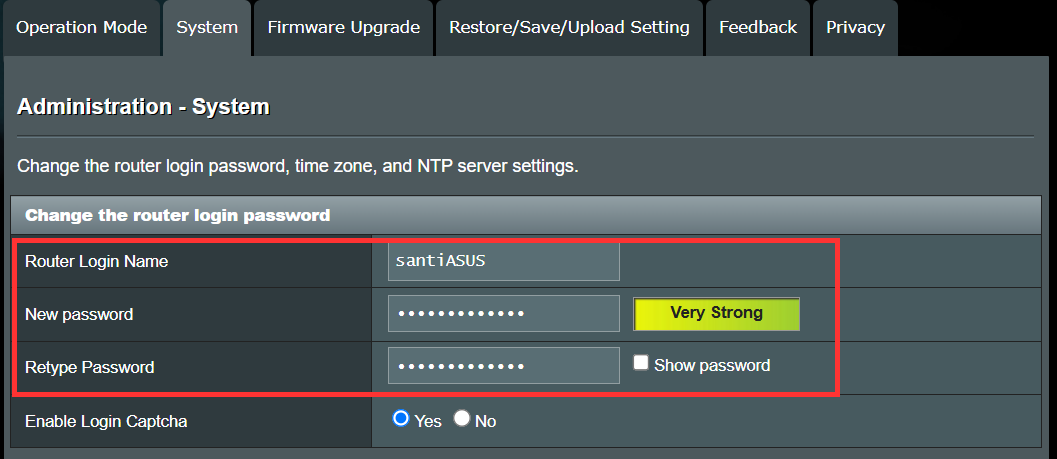 Operation Mode System Firmware Upgrade Restore/Save/Upload Setting Feedback Privacy
Administration - System
Change the router login password, time zone, and NTP server settings.
Change the router login password
Router Login Name santiASUS
New password ••••••••••••• Very Strong
Retype Password ••••••••••••• Show password
Enable Login Captcha Yes No